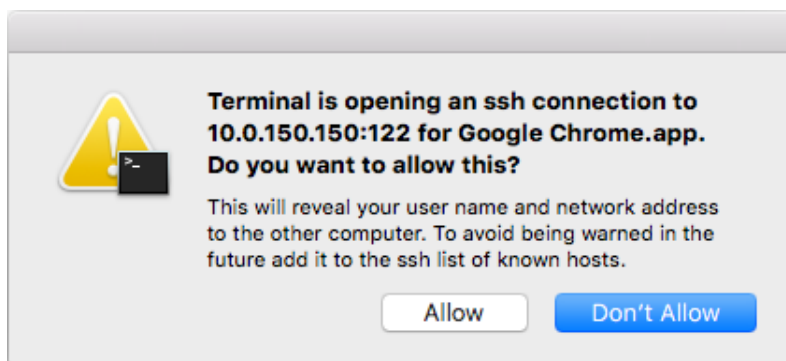 Terminal is opening an ssh connection to
10.0.150.150:122 for Google Chrome.app.
Do you want to allow this?
This will reveal your user name and network address
to the other computer. To avoid being warned in the
future add it to the ssh list of known hosts.
>_
Allow
Don't Allow